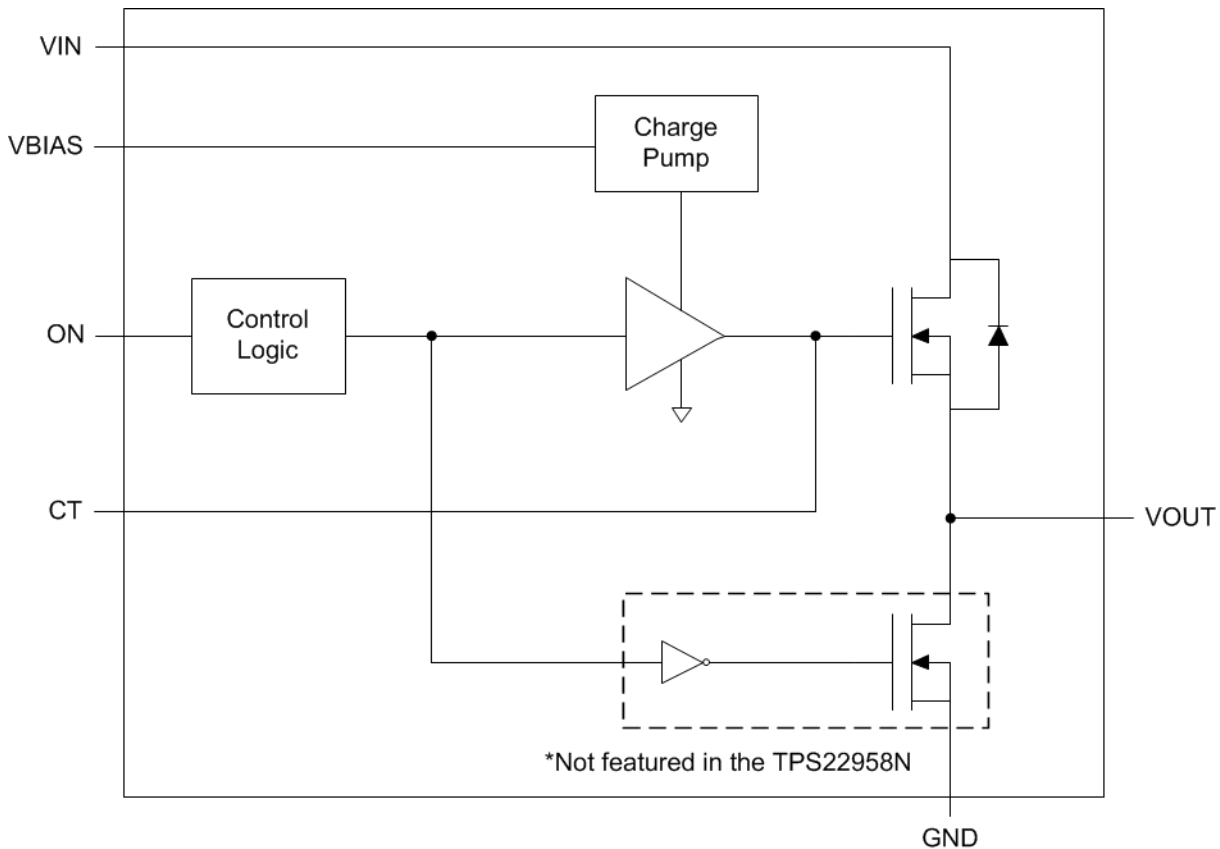 VIN
Charge
Pump
VBIAS
Control
Logic
ON
CT
VOUT
*Not featured in the TPS22958N
GND